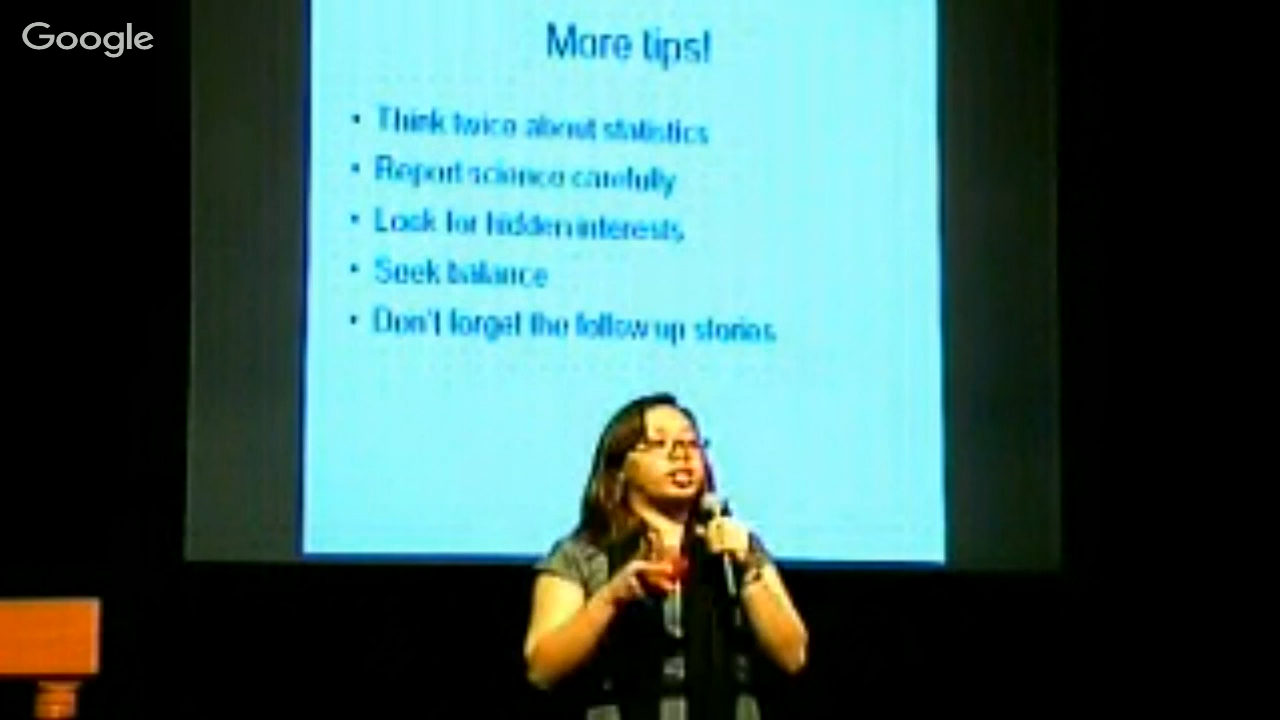 Google
More tips!
• Think twice about statistics
• Report science carefully
• Look for hidden interests
• Seek balance
• Don't forget the follow up stories